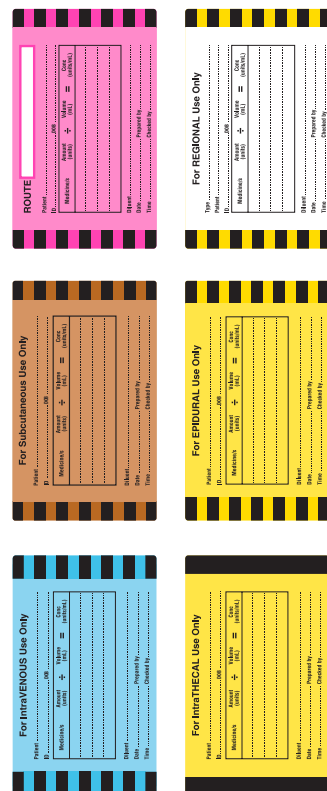 ROUTE
Patient
ID DOB
Medicine/s Amount (units) ÷ Volume (mL) = Conc (units/mL)
Diluent
Date Prepared by
Time Checked by
For REGIONAL Use Only
Type
Patient
ID DOB
Medicine/s Amount (units) ÷ Volume (mL) = Conc (units/mL)
Diluent
Date Prepared by
Time Checked by
For Subcutaneous Use Only
Patient
ID DOB
Medicine/s Amount (units) ÷ Volume (mL) = Conc (units/mL)
Diluent
Date Prepared by
Time Checked by
For EPIDURAL Use Only
Patient
ID DOB
Medicine/s Amount (units) ÷ Volume (mL) = Conc (units/mL)
Diluent
Date Prepared by
Time Checked by
For IntraVENOUS Use Only
Patient
ID DOB
Medicine/s Amount (units) ÷ Volume (mL) = Conc (units/mL)
Diluent
Date Prepared by
Time Checked by
For IntraTHECAL Use Only
Patient
ID DOB
Medicine/s Amount (units) ÷ Volume (mL) = Conc (units/mL)
Diluent
Date Prepared by
Time Checked by